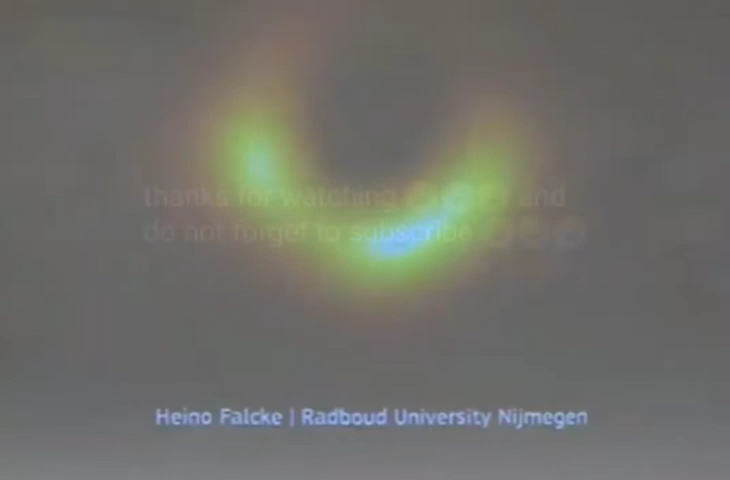 thanks for watching and
do not forget to subscribe
Heino Falcke | Radboud University Nijmegen